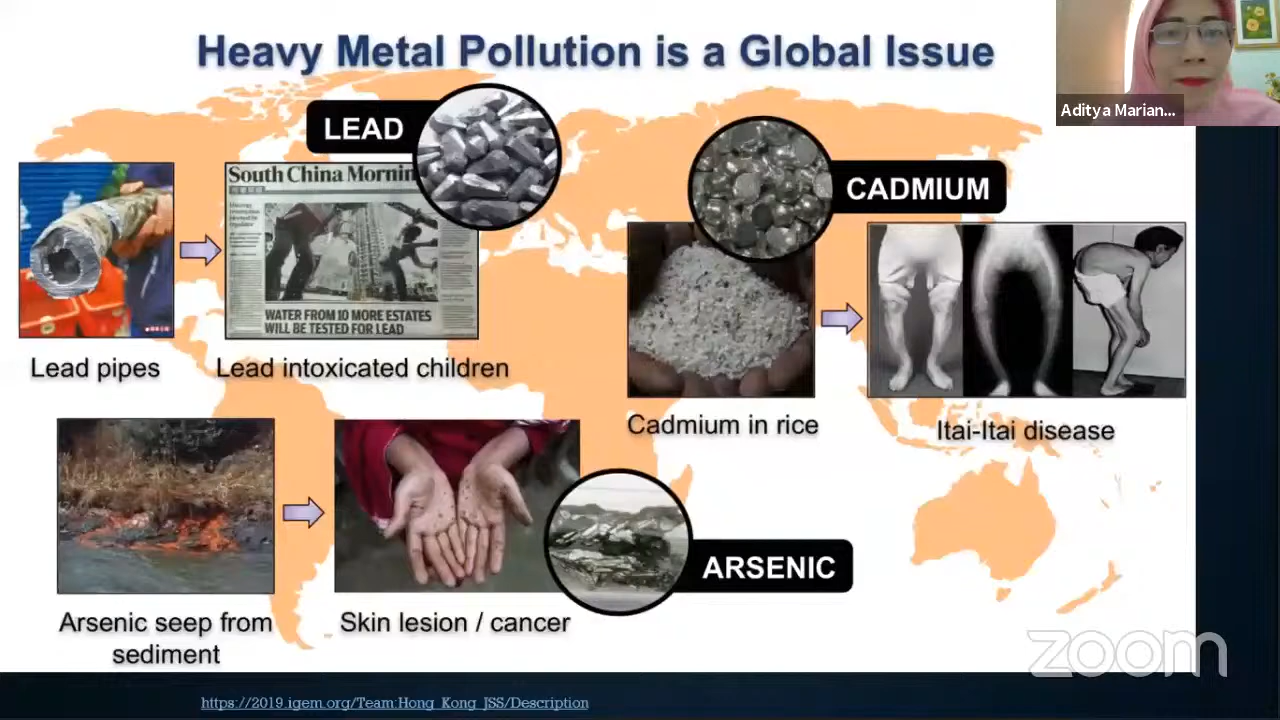 Heavy Metal Pollution is a Global Issue
Aditya Marian...
LEAD
CADMIUM
South China Mornin
WATER FROM 10 MORE ESTATES
WILL BE TESTED FOR LEAD
Lead pipes
Lead intoxicated children
Cadmium in rice
Itai-Itai disease
ARSENIC
Arsenic seep from
sediment
Skin lesion / cancer
zoom
https://2019.igem.org/Team:Hong_Kong_JSS/Description